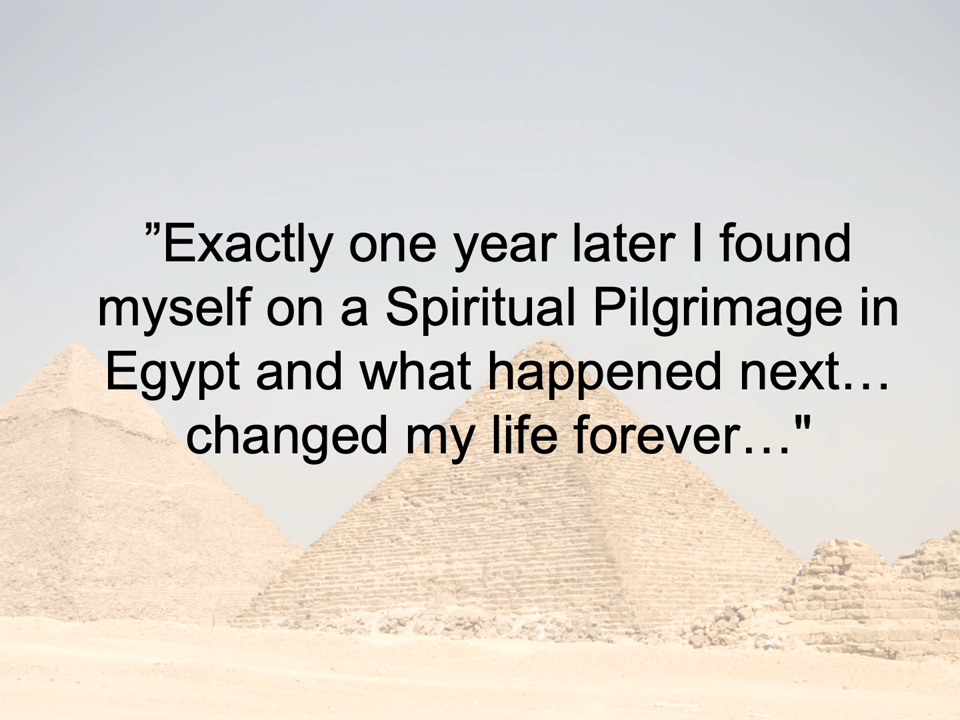 ”Exactly one year later I found
myself on a Spiritual Pilgrimage in
Egypt and what happened next…
changed my life forever…"